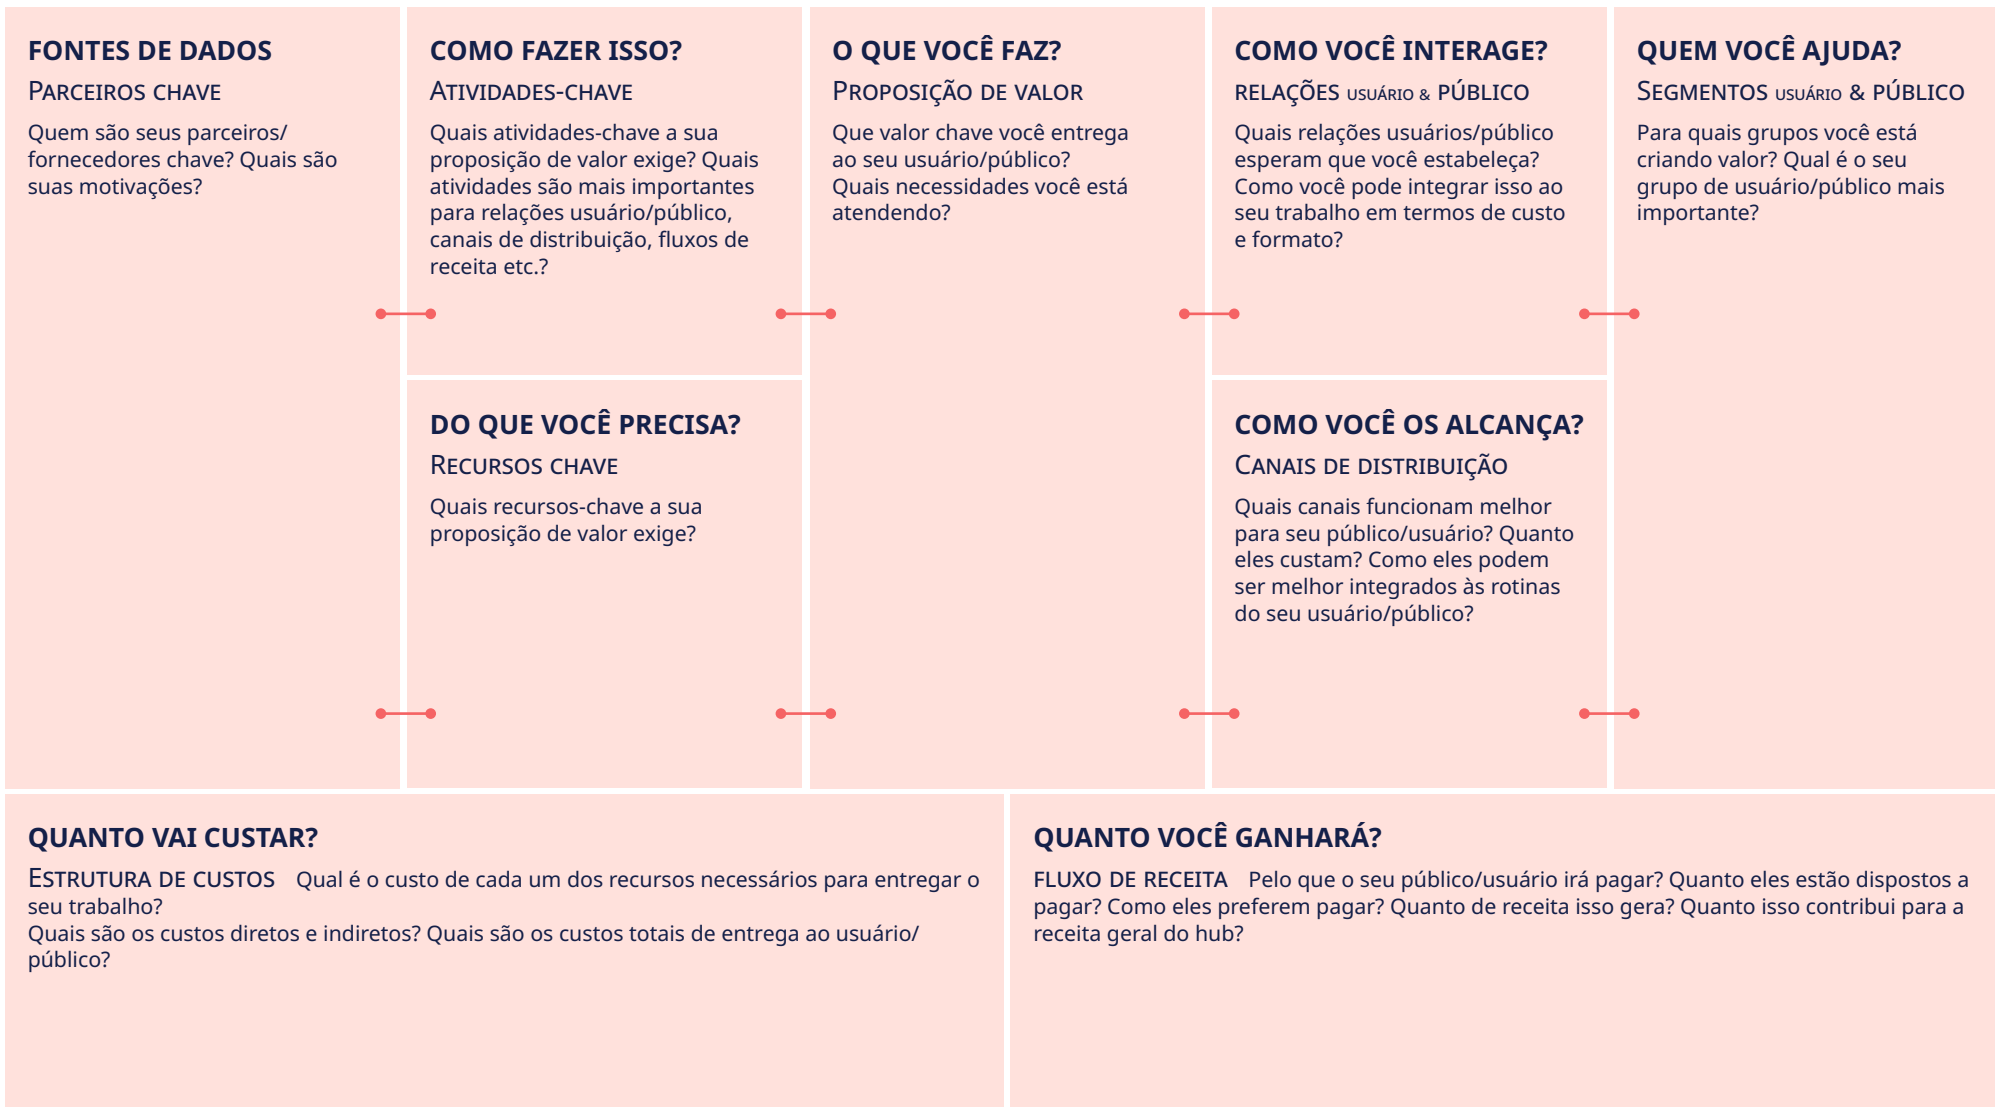 FONTES DE DADOS
PARCEIROS CHAVE
Quem são seus parceiros/
fornecedores chave? Quais são
suas motivações?
COMO FAZER ISSO?
ATIVIDADES-CHAVE
Quais atividades-chave a sua
proposição de valor exige? Quais
atividades são mais importantes
para relações usuário/público,
canais de distribuição, fluxos de
receita etc.?
DO QUE VOCÊ PRECISA?
RECURSOS CHAVE
Quais recursos-chave a sua
proposição de valor exige?
O QUE VOCÊ FAZ?
PROPOSIÇÃO DE VALOR
Que valor chave você entrega
ao seu usuário/público?
Quais necessidades você está
atendendo?
COMO VOCÊ INTERAGE?
RELAÇÕES USUÁRIO & PÚBLICO
Quais relações usuários/público
esperam que você estabeleça?
Como você pode integrar isso ao
seu trabalho em termos de custo
e formato?
COMO VOCÊ OS ALCANÇA?
CANAIS DE DISTRIBUIÇÃO
Quais canais funcionam melhor
para seu público/usuário? Quanto
eles custam? Como eles podem
ser melhor integrados às rotinas
do seu usuário/público?
QUEM VOCÊ AJUDA?
SEGMENTOS USUÁRIO & PÚBLICO
Para quais grupos você está
criando valor? Qual é o seu
grupo de usuário/público mais
importante?
QUANTO VAI CUSTAR?
ESTRUTURA DE CUSTOS Qual é o custo de cada um dos recursos necessários para entregar o
seu trabalho?
Quais são os custos diretos e indiretos? Quais são os custos totais de entrega ao usuário/
público?
QUANTO VOCÊ GANHARÁ?
FLUXO DE RECEITA Pelo que o seu público/usuário irá pagar? Quanto eles estão dispostos a
pagar? Como eles preferem pagar? Quanto de receita isso gera? Quanto isso contribui para a
receita geral do hub?